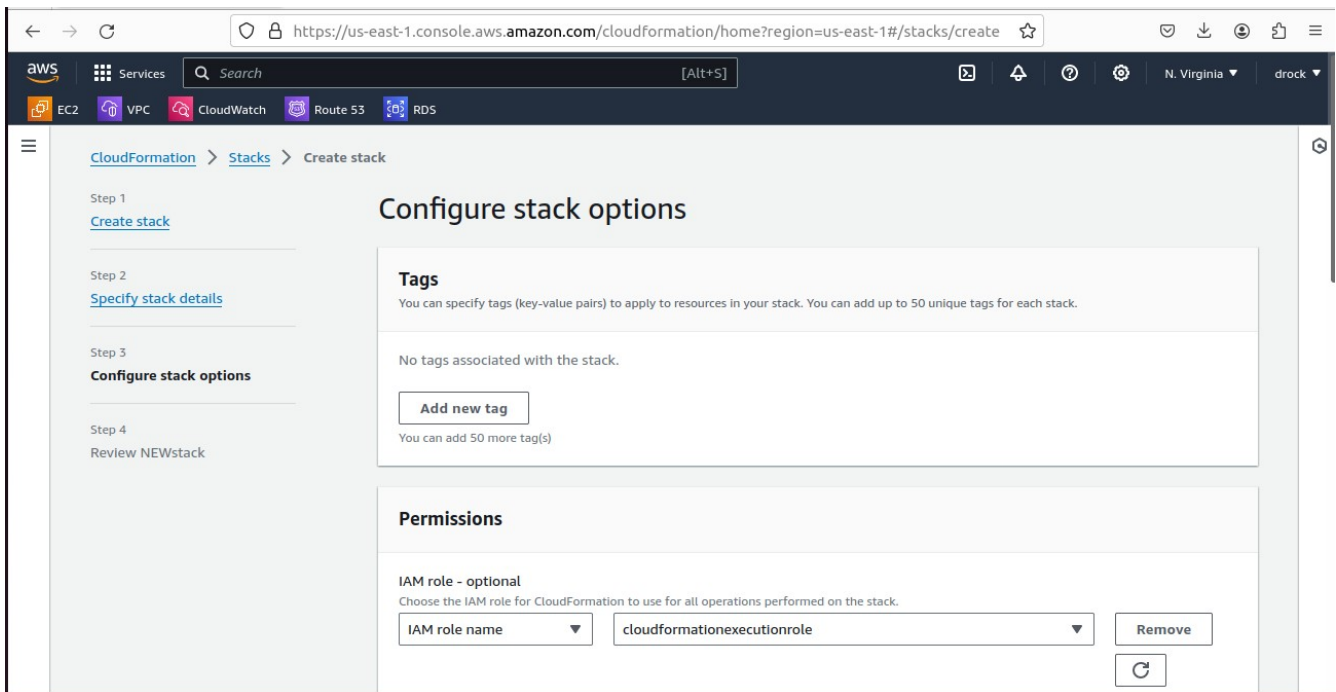 https://us-east-1.console.aws.amazon.com/cloudformation/home?region=us-east-1#/stacks/create
aws
Services
Search
[Alt+S]
N. Virginia
drock
EC2
VPC
CloudWatch
Route 53
RDS
CloudFormation
Stacks
Create stack
Step 1
Create stack
Step 2
Specify stack details
Step 3
Configure stack options
Step 4
Review NEWstack
Configure stack options
Tags
You can specify tags (key-value pairs) to apply to resources in your stack. You can add up to 50 unique tags for each stack.
No tags associated with the stack.
Add new tag
You can add 50 more tag(s)
Permissions
IAM role - optional
Choose the IAM role for CloudFormation to use for all operations performed on the stack.
IAM role name
cloudformationexecutionrole
Remove